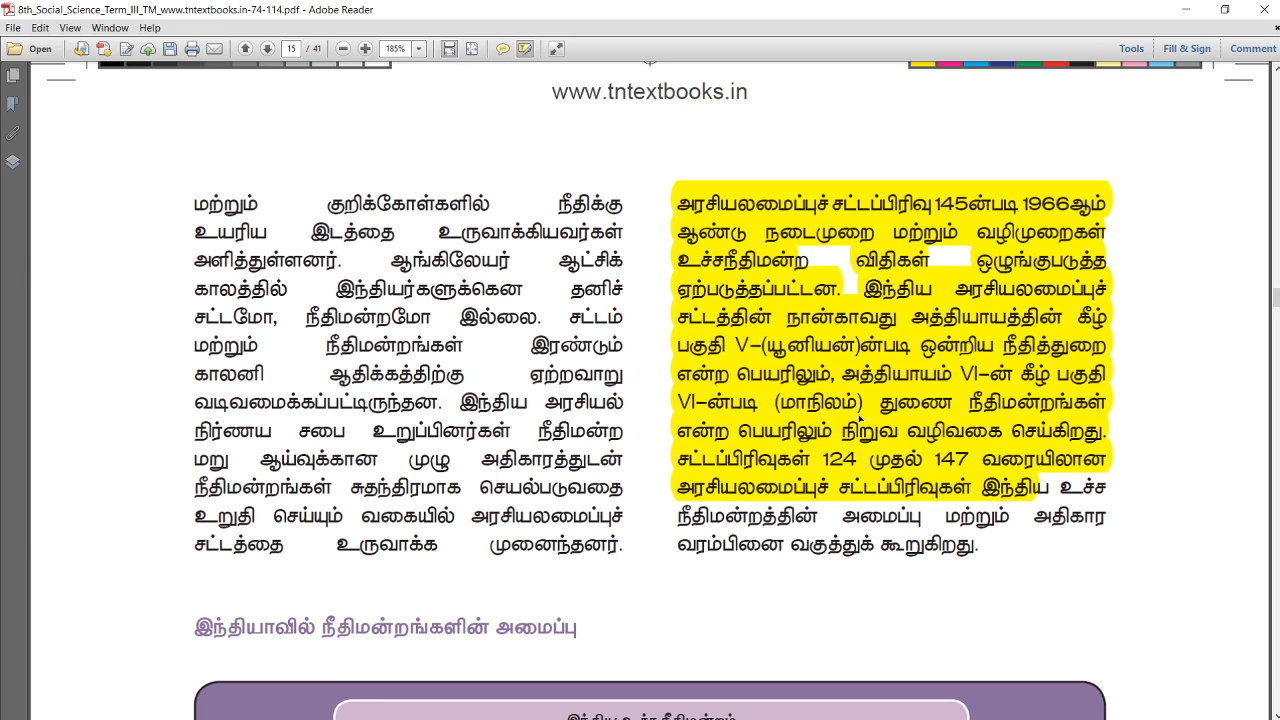 8th_Social_Science_Term_III_TM_www.tntextbooks.in-74-114.pdf - Adobe Reader
File Edit View Window Help
Open 15 / 41 185% Tools Fill & Sign Comment
www.tntextbooks.in
மற்றும் குறிக்கோள்களில் நீதிக்கு
உயரிய இடத்தை உருவாக்கியவர்கள்
அளித்துள்ளனர். ஆங்கிலேயர் ஆட்சிக்
காலத்தில் இந்தியர்களுக்கென தனிச்
சட்டமோ, நீதிமன்றமோ இல்லை. சட்டம்
மற்றும் நீதிமன்றங்கள் இரண்டும்
காலனி ஆதிக்கத்திற்கு ஏற்றவாறு
வடிவமைக்கப்பட்டிருந்தன. இந்திய அரசியல்
நிர்ணய சபை உறுப்பினர்கள் நீதிமன்ற
மறு ஆய்வுக்கான முழு அதிகாரத்துடன்
நீதிமன்றங்கள் சுதந்திரமாக செயல்படுவதை
உறுதி செய்யும் வகையில் அரசியலமைப்புச்
சட்டத்தை உருவாக்க முனைந்தனர்.
அரசியலமைப்புச் சட்டப்பிரிவு 145ன்படி 1966ஆம்
ஆண்டு நடைமுறை மற்றும் வழிமுறைகள்
உச்சநீதிமன்ற விதிகள் ஒழுங்குபடுத்த
ஏற்படுத்தப்பட்டன. இந்திய அரசியலமைப்புச்
சட்டத்தின் நான்காவது அத்தியாயத்தின் கீழ்
பகுதி V-(யூனியன்)ன்படி ஒன்றிய நீதித்துறை
என்ற பெயரிலும், அத்தியாயம் VI-ன் கீழ் பகுதி
VI-ன்படி (மாநிலம்) துணை நீதிமன்றங்கள்
என்ற பெயரிலும் நிறுவ வழிவகை செய்கிறது.
சட்டப்பிரிவுகள் 124 முதல் 147 வரையிலான
அரசியலமைப்புச் சட்டப்பிரிவுகள் இந்திய உச்ச
நீதிமன்றத்தின் அமைப்பு மற்றும் அதிகார
வரம்பினை வகுத்துக் கூறுகிறது.
இந்தியாவில் நீதிமன்றங்களின் அமைப்பு
இந்திய உச்சநீதிமன்றம்